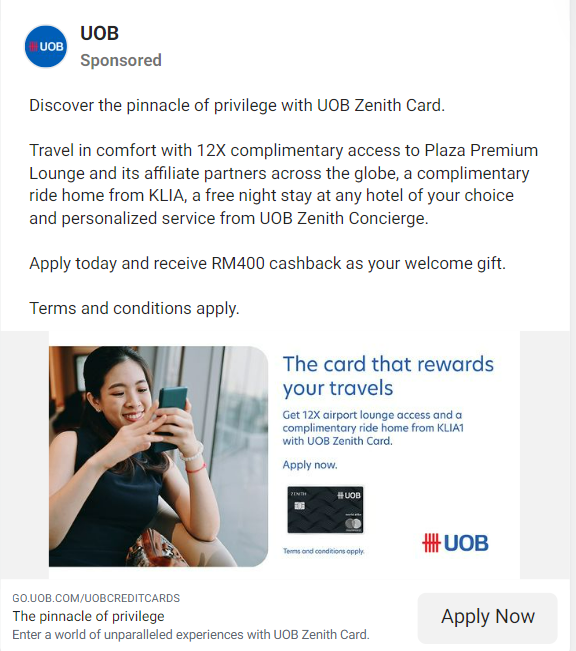 UOB
UOB
Sponsored
Discover the pinnacle of privilege with UOB Zenith Card.
Travel in comfort with 12X complimentary access to Plaza Premium
Lounge and its affiliate partners across the globe, a complimentary
ride home from KLIA, a free night stay at any hotel of your choice
and personalized service from UOB Zenith Concierge.
Apply today and receive RM400 cashback as your welcome gift.
Terms and conditions apply.
The card that rewards
your travels
Get 12X airport lounge access and a
complimentary ride home from KLIA1
with UOB Zenith Card.
Apply now.
ZENITH
UOB
Terms and conditions apply.
UOB
GO.UOB.COM/UOBCREDITCARDS
The pinnacle of privilege
Enter a world of unparalleled experiences with UOB Zenith Card.
Apply Now